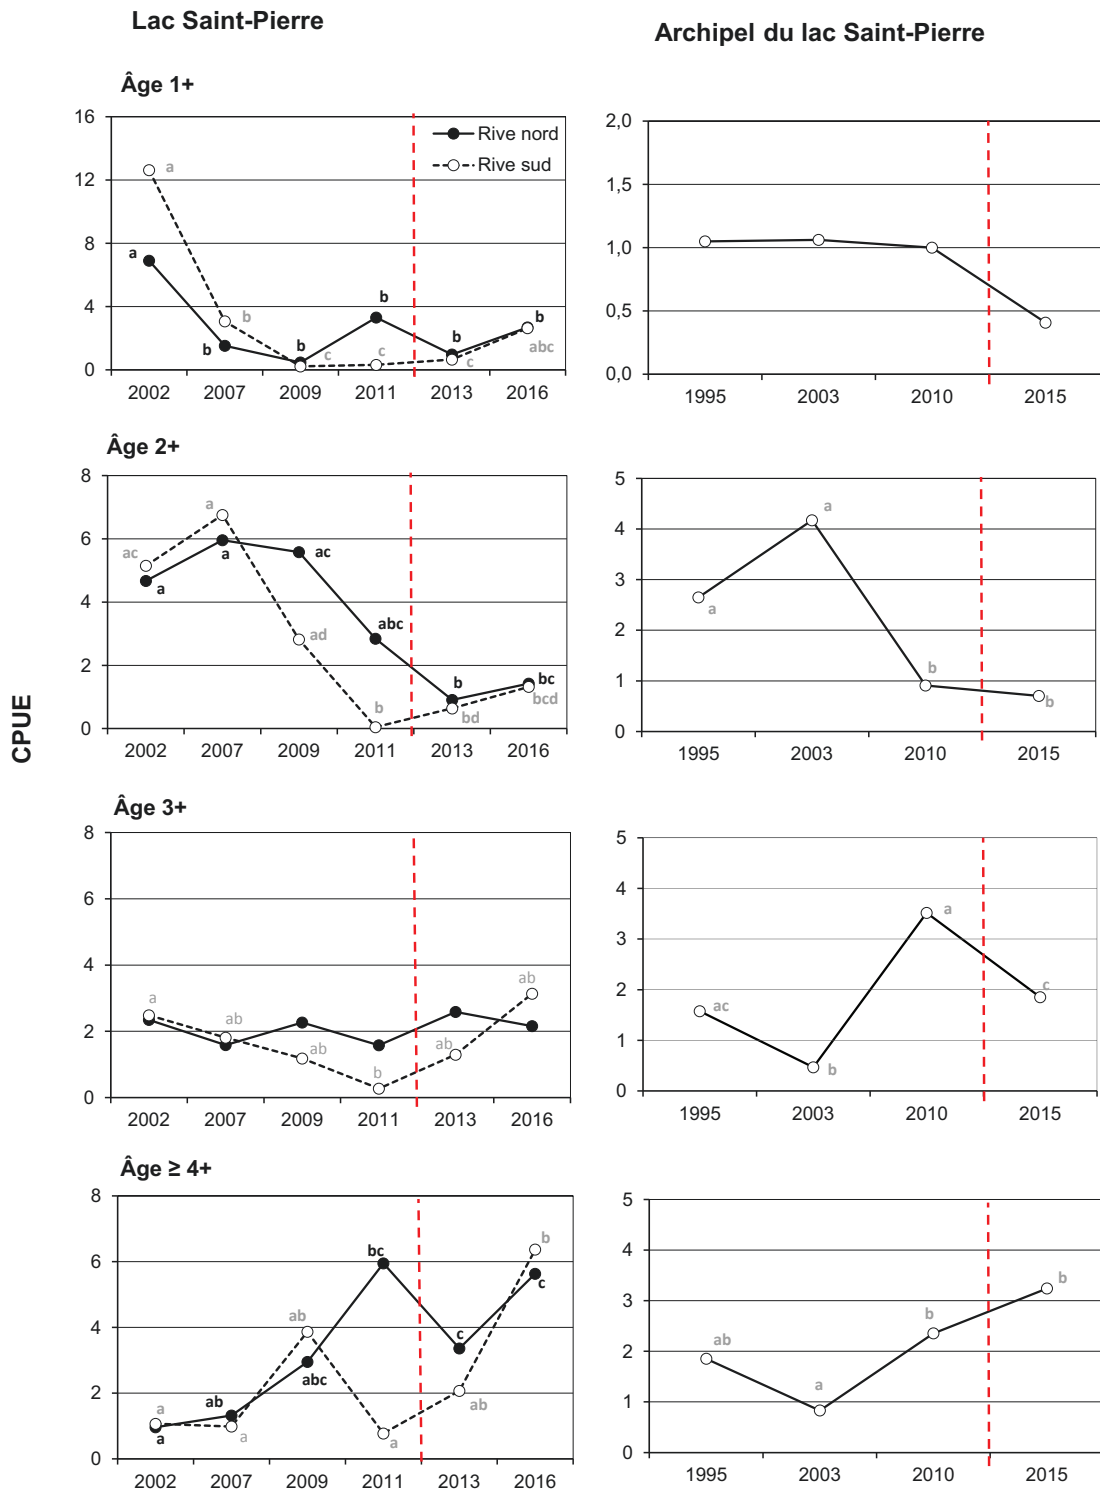 Lac Saint-Pierre
Archipel du lac Saint-Pierre
CPUE
Âge 1+
16
12
8
4
0
Rive nord
Rive sud
a
a
b
b
b
c
b
c
b
c
b
abc
2002 2007 2009 2011 2013 2016
2,0
1,5
1,0
0,5
0,0
1995 2003 2010 2015
Âge 2+
8
6
4
2
0
ac
a
a
a
ac
ad
abc
b
b
bd
bc
bcd
2002 2007 2009 2011 2013 2016
5
4
3
2
1
0
a
a
b
b
1995 2003 2010 2015
Âge 3+
8
6
4
2
0
a
ab
ab
b
ab
ab
2002 2007 2009 2011 2013 2016
5
4
3
2
1
0
ac
b
a
c
1995 2003 2010 2015
Âge ≥ 4+
8
6
4
2
0
a
a
ab
a
ab
abc
bc
a
c
ab
b
c
2002 2007 2009 2011 2013 2016
5
4
3
2
1
0
ab
a
b
b
1995 2003 2010 2015